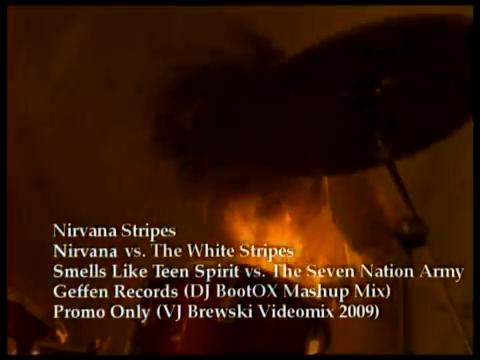 Nirvana Stripes
Nirvana vs. The White Stripes
Smells Like Teen Spirit vs. The Seven Nation Army
Geffen Records (DJ BootOX Mashup Mix)
Promo Only (VJ Brewski Videomix 2009)